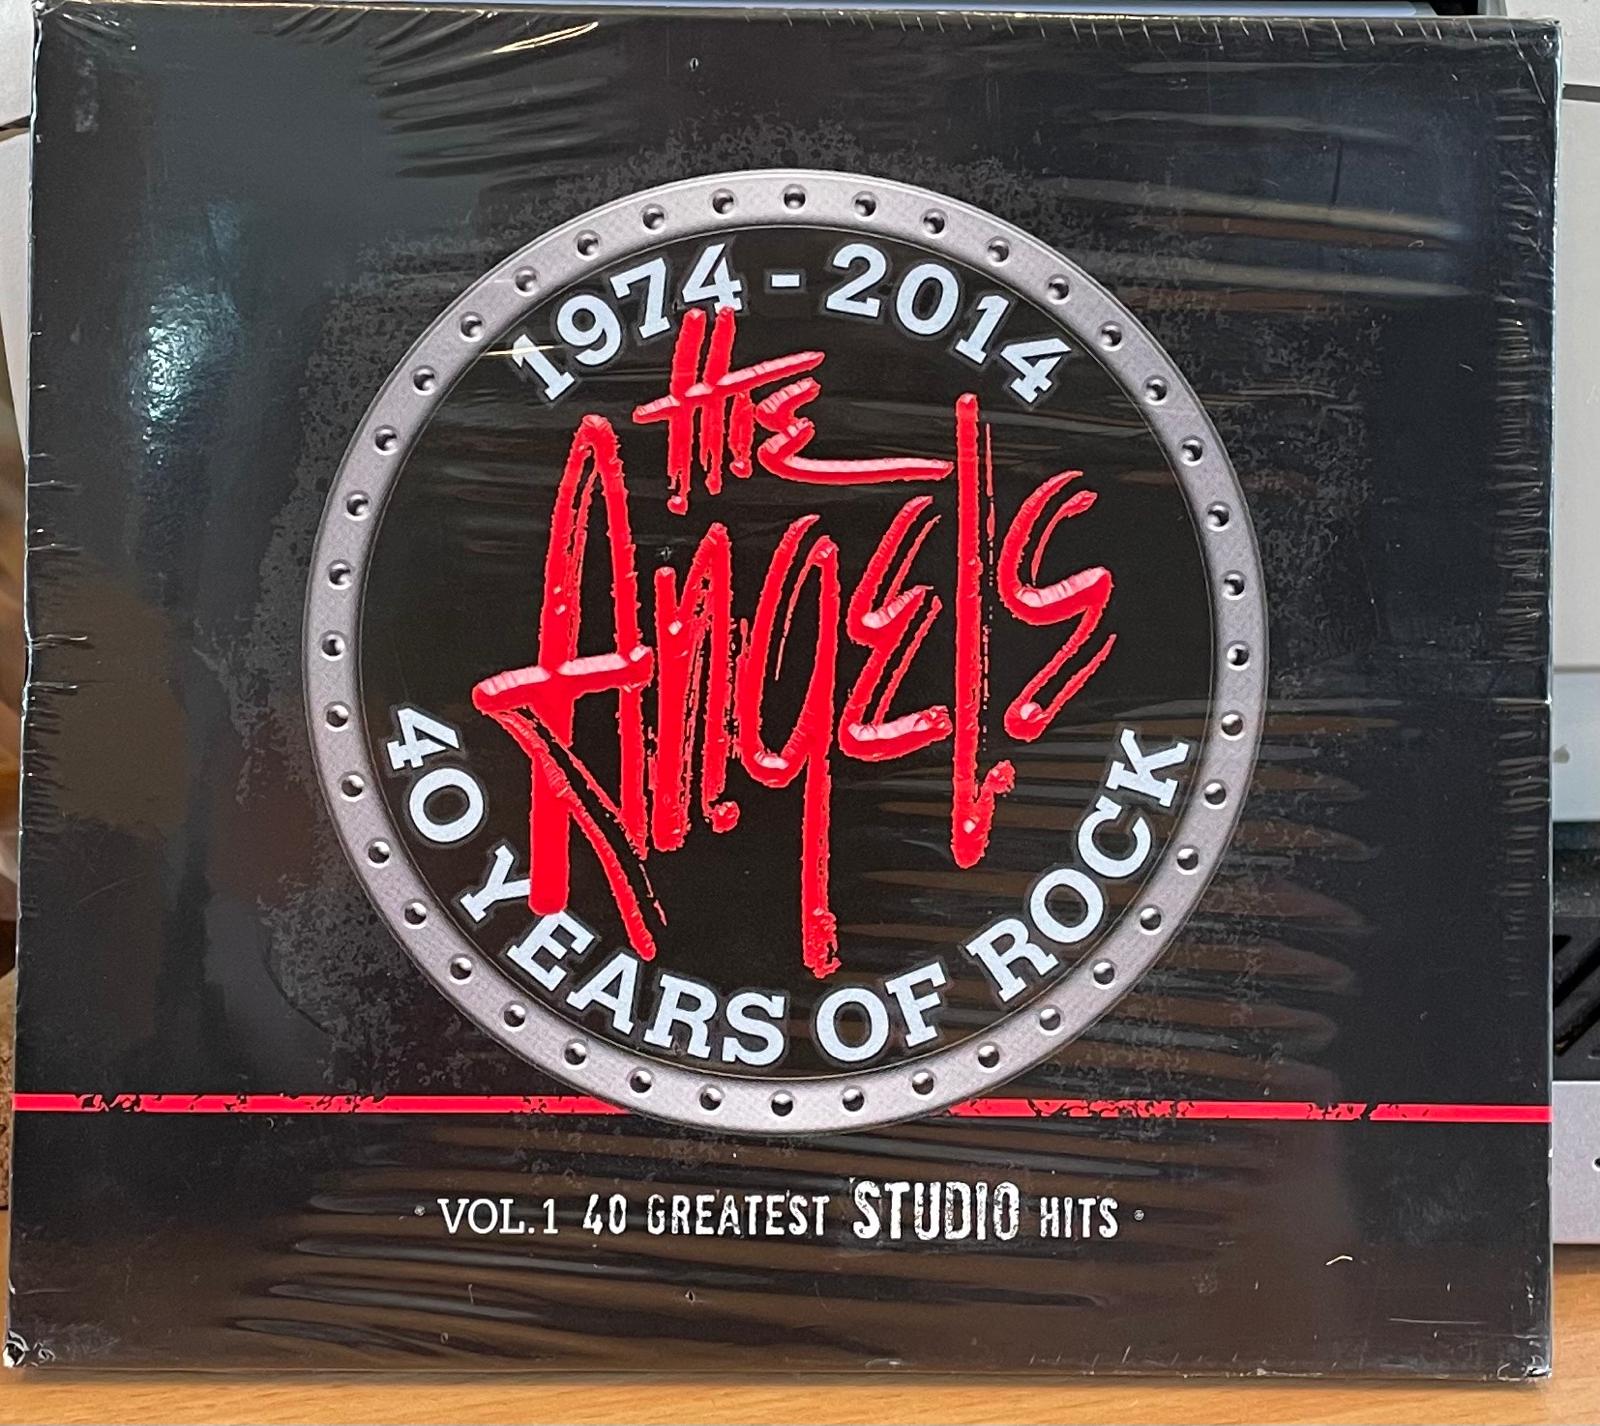 1974 - 2014
the
Angels
40 YEARS OF ROCK
· VOL. 1 40 GREATEST STUDIO HITS ·